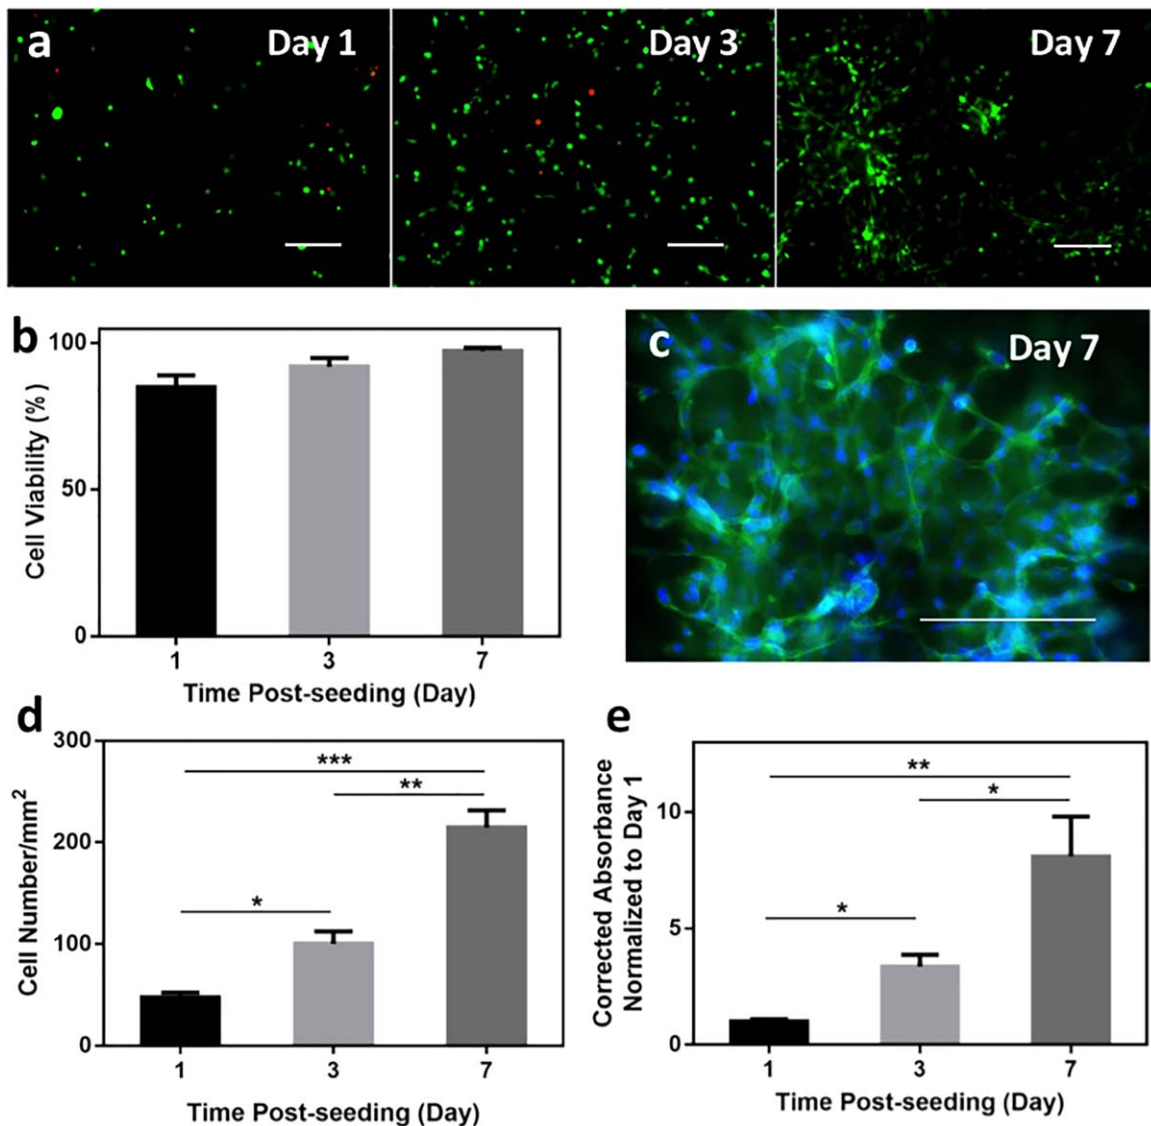 a
Day 1
Day 3
Day 7
b
Cell Viability (%)
100
50
0
1 3 7
Time Post-seeding (Day)
c
Day 7
d
Cell Number/mm²
300
200
100
0
***
**
*
1 3 7
Time Post-seeding (Day)
e
Corrected Absorbance
Normalized to Day 1
10
5
0
**
*
*
1 3 7
Time Post-seeding (Day)